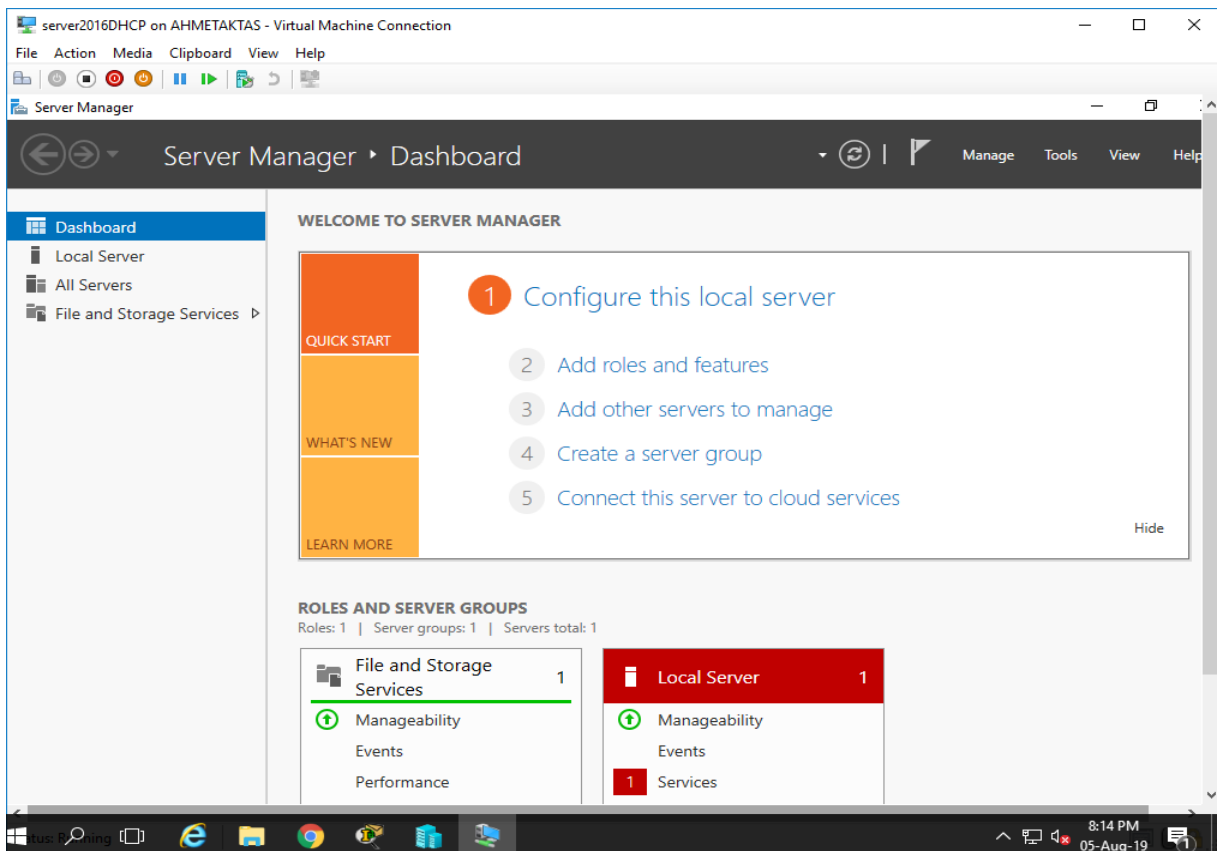 server2016DHCP on AHMETAKTAS - Virtual Machine Connection
File Action Media Clipboard View Help
Server Manager
Server Manager Dashboard
Manage Tools View Help
Dashboard
Local Server
All Servers
File and Storage Services
WELCOME TO SERVER MANAGER
QUICK START
WHAT'S NEW
LEARN MORE
1 Configure this local server
2 Add roles and features
3 Add other servers to manage
4 Create a server group
5 Connect this server to cloud services
Hide
ROLES AND SERVER GROUPS
Roles: 1 | Server groups: 1 | Servers total: 1
File and Storage Services 1
Manageability
Events
Performance
Local Server 1
Manageability
Events
1 Services
8:14 PM
05-Aug-19
1